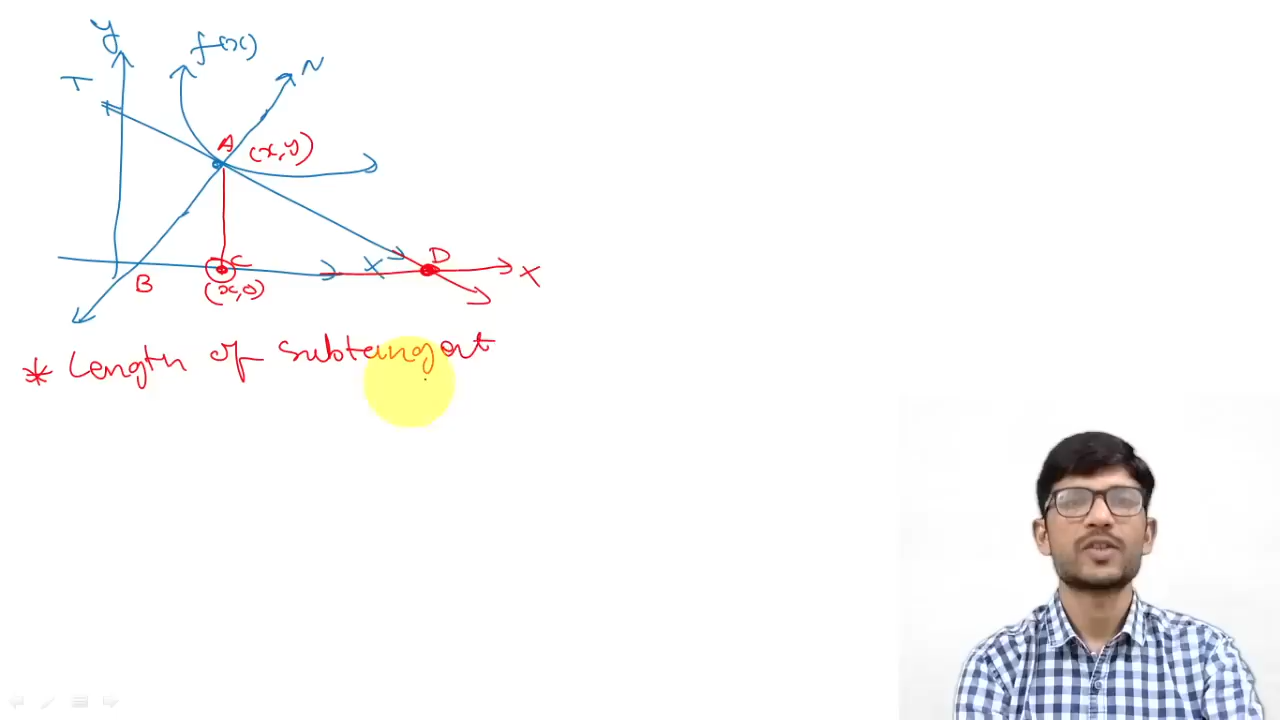 y
f(x)
T
N
A
(x,y)
C
D
X
X
B
(x,0)
* Length of Subtangent